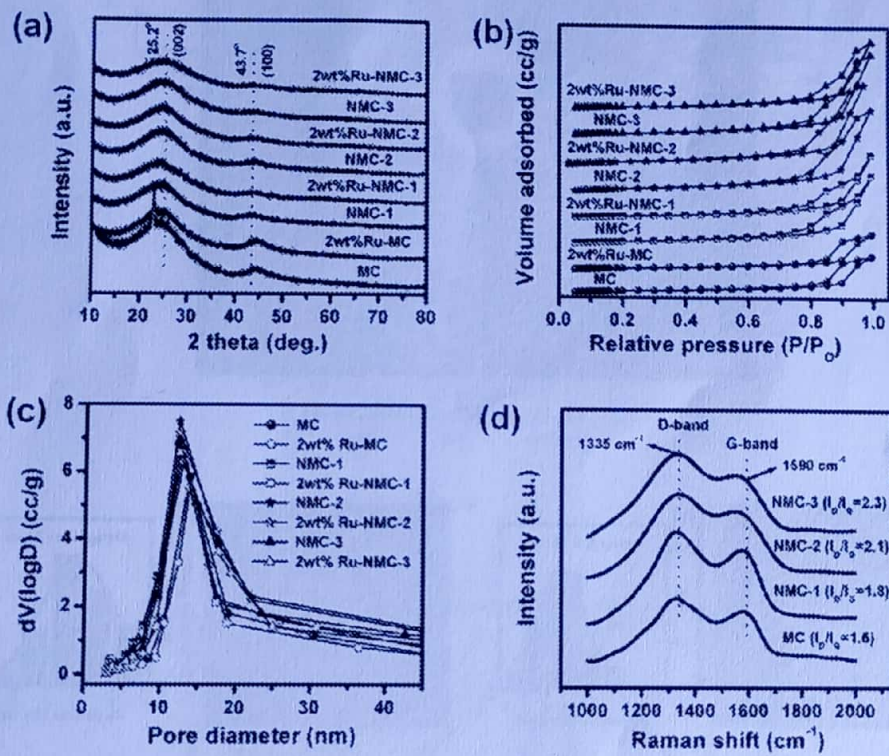 (a)
25.2°
(002)
43.7°
(100)
2wt%Ru-NMC-3
NMC-3
2wt%Ru-NMC-2
NMC-2
2wt%Ru-NMC-1
NMC-1
2wt%Ru-MC
MC
Intensity (a.u.)
10 20 30 40 50 60 70 80
2 theta (deg.)
(b)
2wt%Ru-NMC-3
NMC-3
2wt%Ru-NMC-2
NMC-2
2wt%Ru-NMC-1
NMC-1
2wt%Ru-MC
MC
Volume adsorbed (cc/g)
0.0 0.2 0.4 0.6 0.8 1.0
Relative pressure (P/P₀)
(c)
8
6
4
2
0
MC
2wt% Ru-MC
NMC-1
2wt% Ru-NMC-1
NMC-2
2wt% Ru-NMC-2
NMC-3
2wt% Ru-NMC-3
dV(logD) (cc/g)
0 10 20 30 40
Pore diameter (nm)
(d)
D-band
1335 cm⁻¹
G-band
1590 cm⁻¹
NMC-3 (I_D/I_G=2.3)
NMC-2 (I_D/I_G=2.1)
NMC-1 (I_D/I_G=1.8)
MC (I_D/I_G=1.6)
Intensity (a.u.)
1000 1200 1400 1600 1800 2000
Raman shift (cm⁻¹)